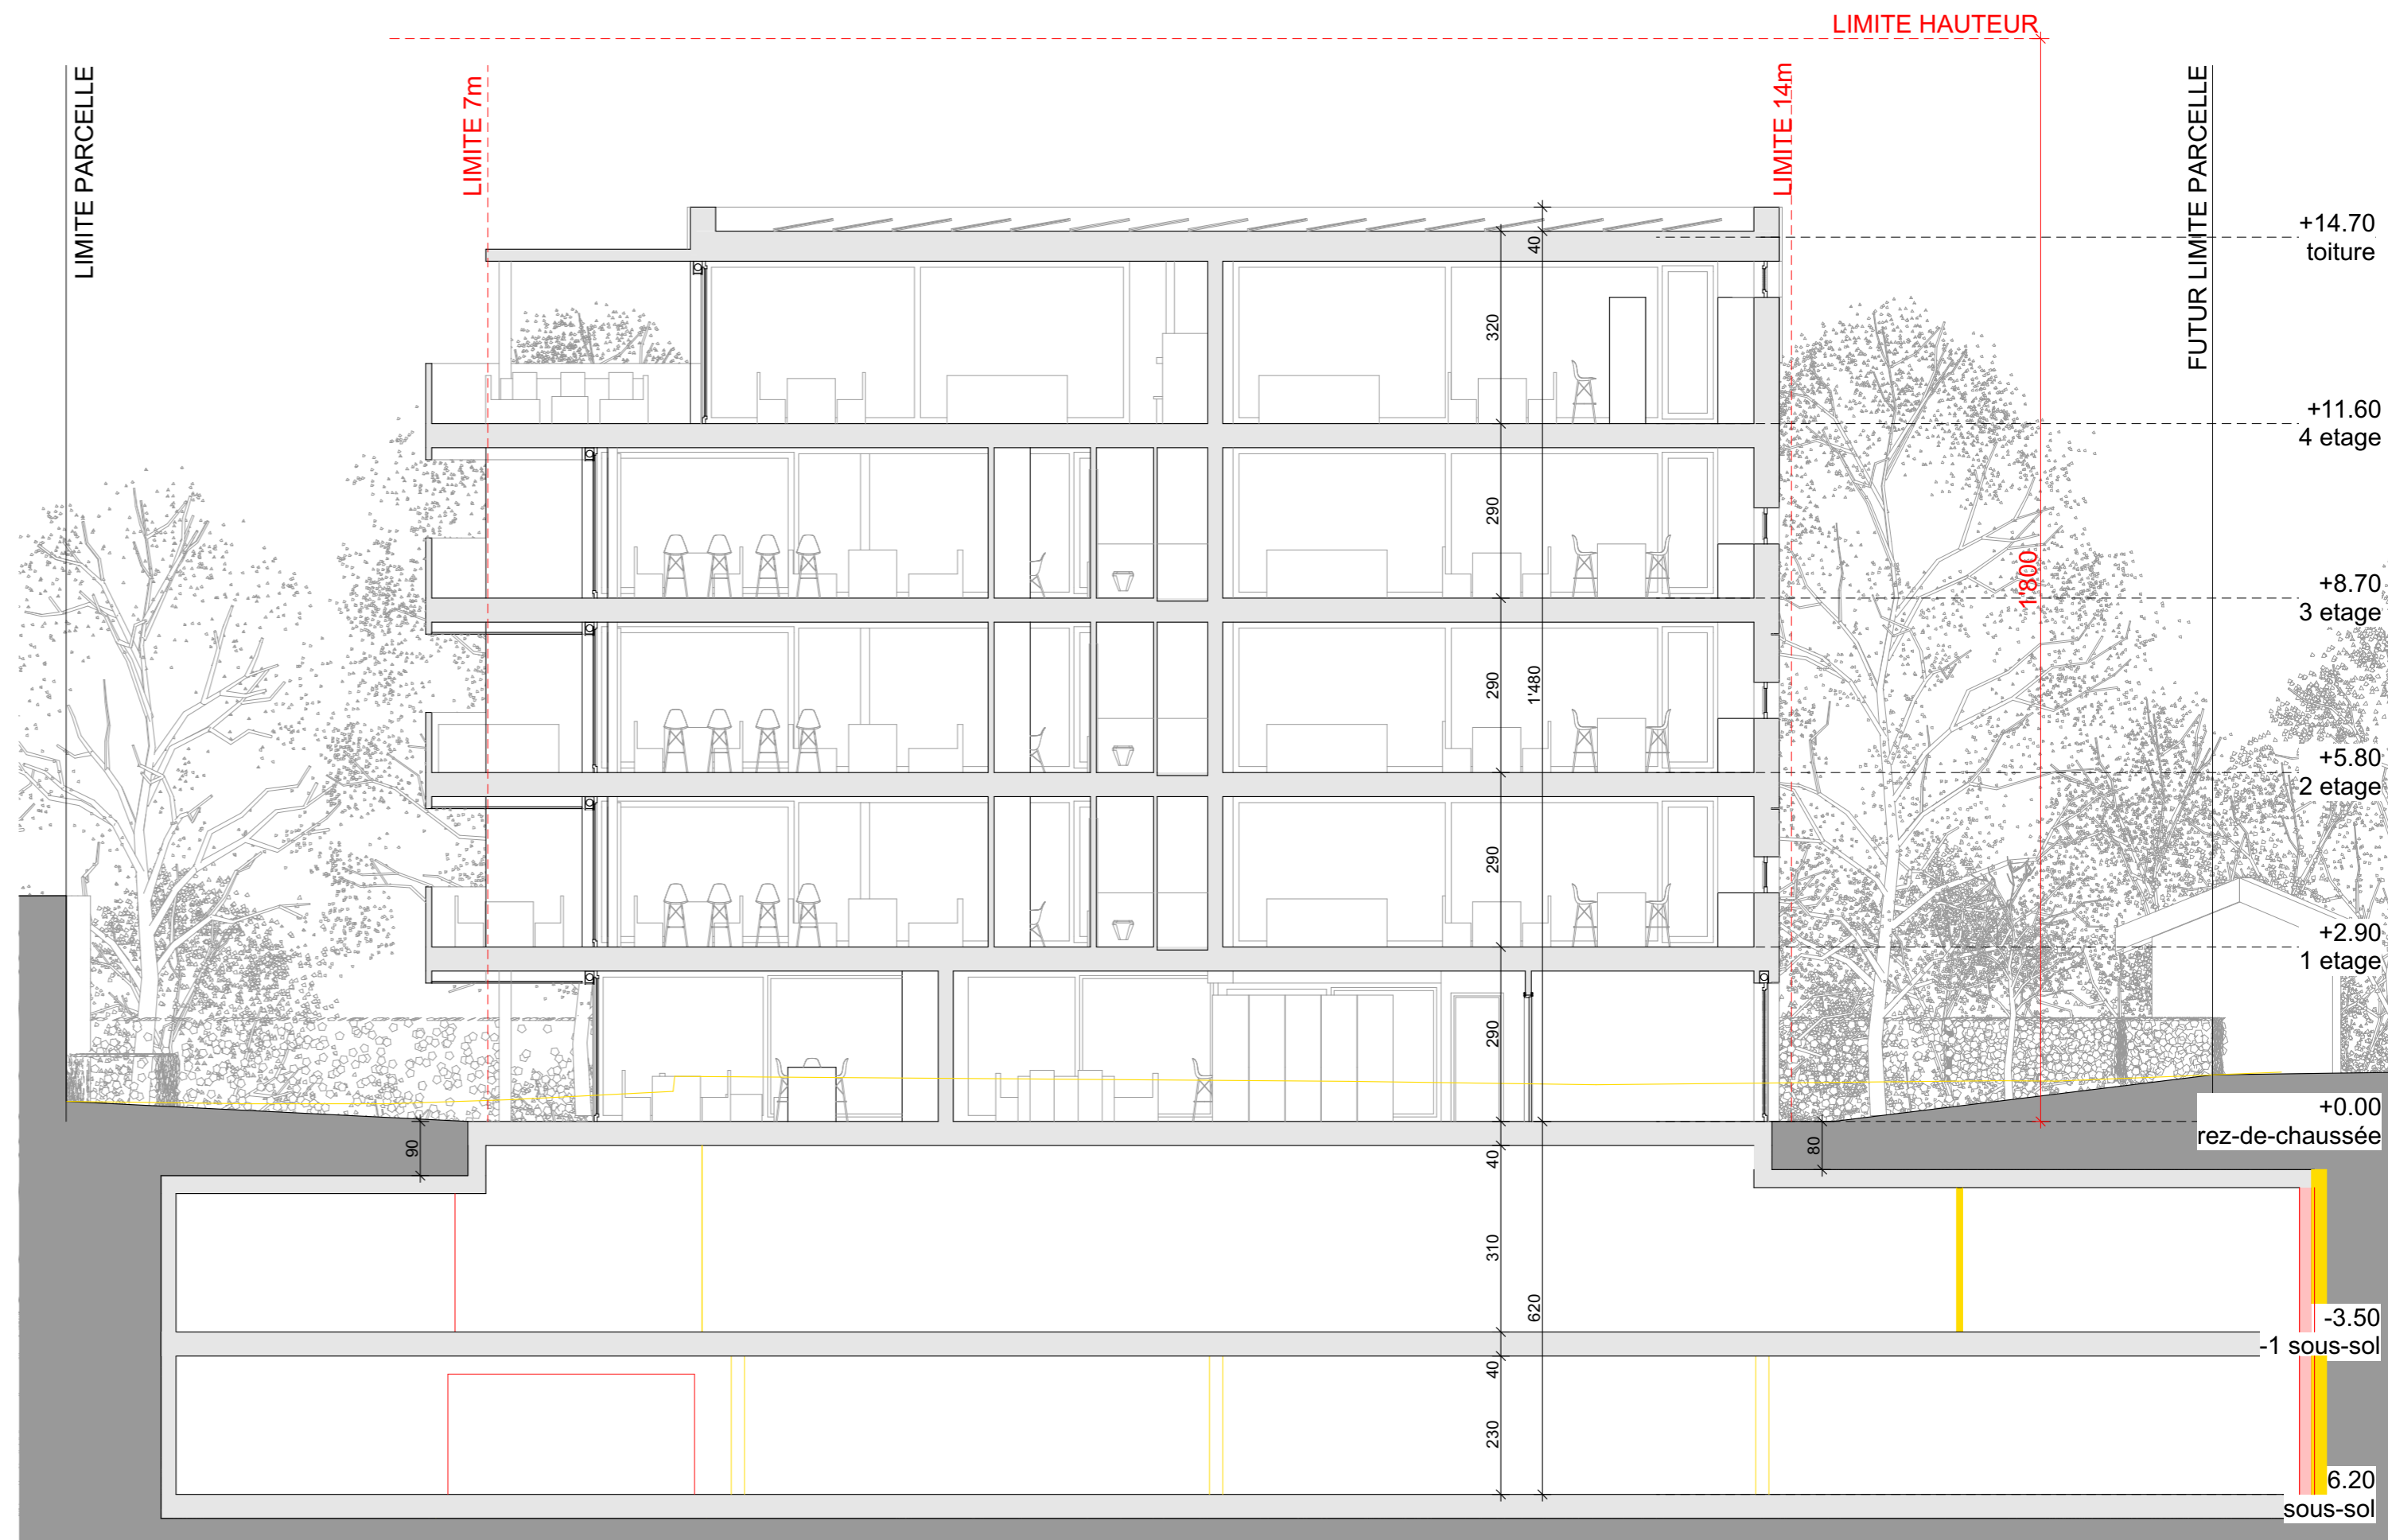 LIMITE HAUTEUR
LIMITE PARCELLE
LIMITE 7m
LIMITE 14m
FUTUR LIMITE PARCELLE
+14.70
toiture
40
320
+11.60
4 etage
290
1'800
+8.70
3 etage
290
1'480
+5.80
2 etage
290
+2.90
1 etage
290
+0.00
rez-de-chaussée
90
40
80
310
620
-3.50
-1 sous-sol
40
230
6.20
sous-sol